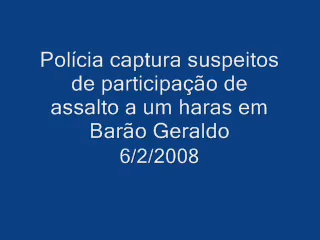 Polícia captura suspeitos
de participação de
assalto a um haras em
Barão Geraldo
6/2/2008